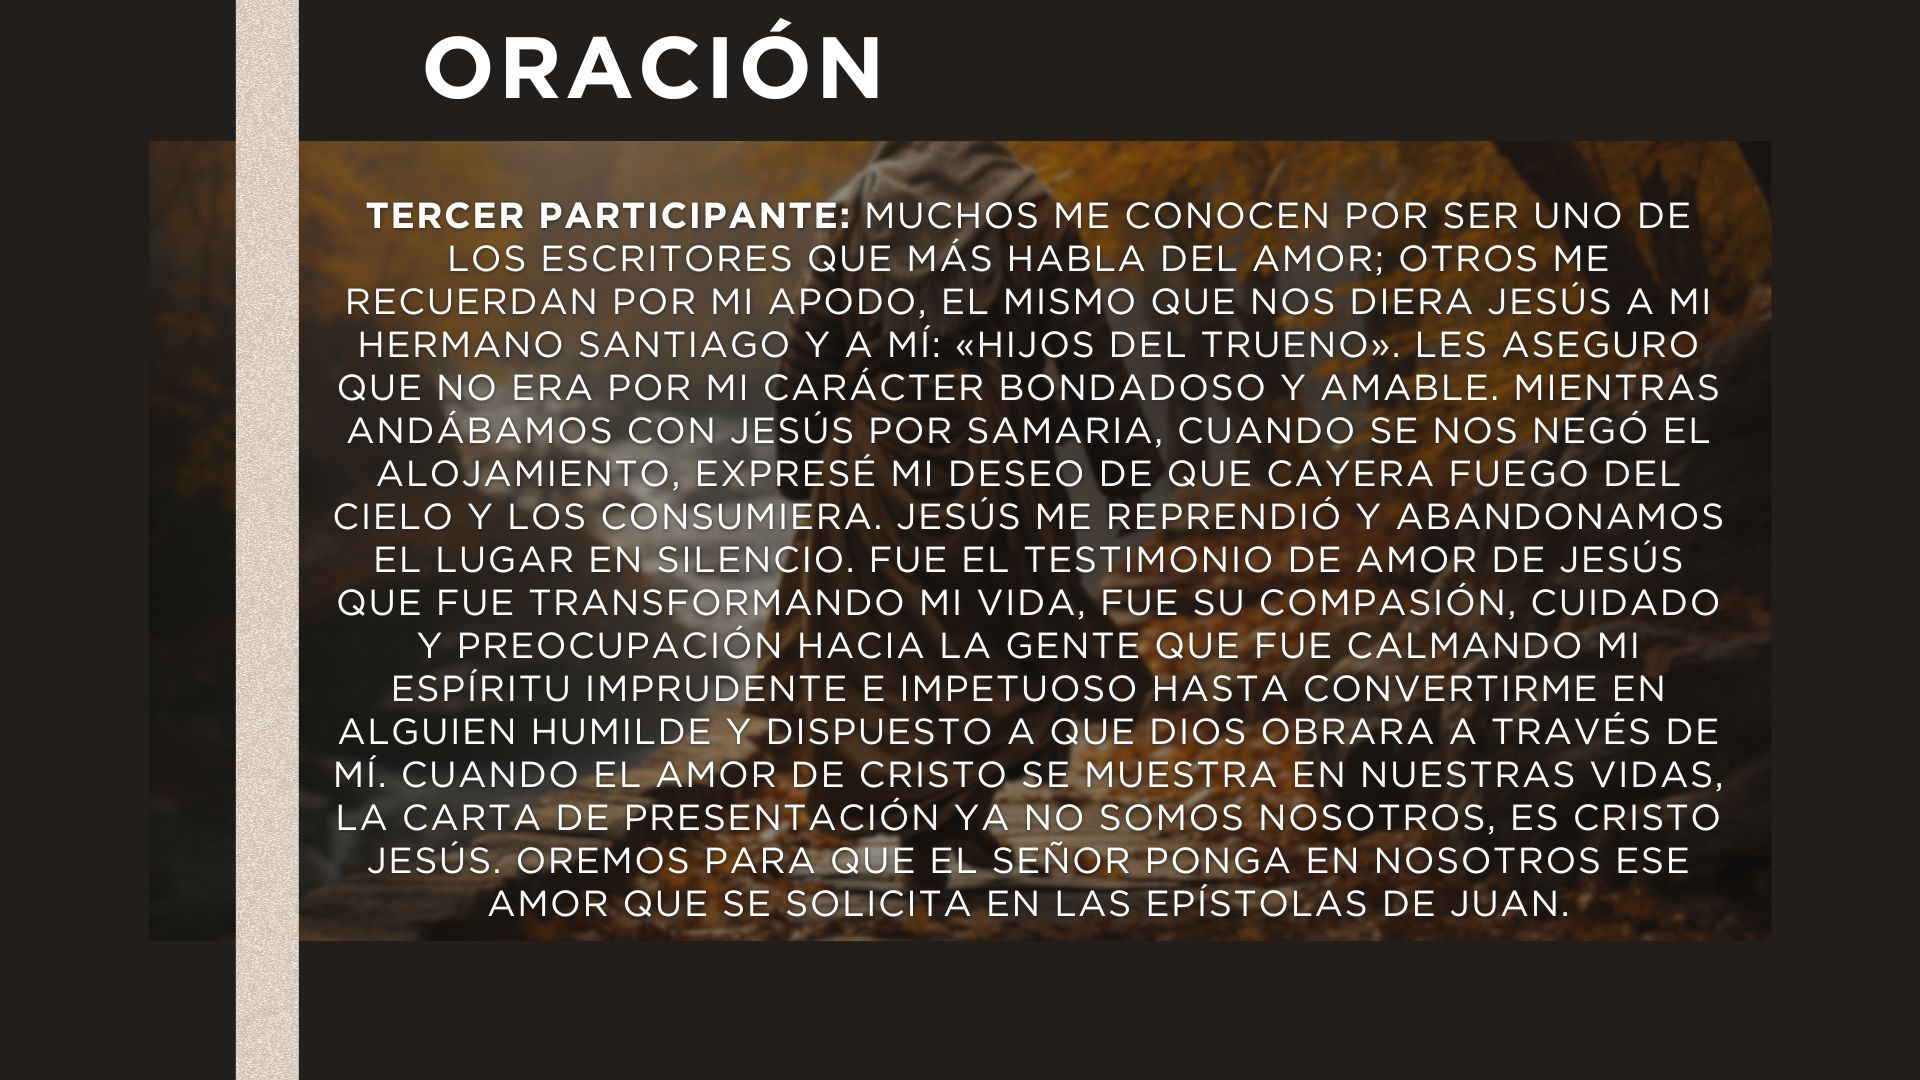 ORACIÓN
TERCER PARTICIPANTE: MUCHOS ME CONOCEN POR SER UNO DE
LOS ESCRITORES QUE MÁS HABLA DEL AMOR; OTROS ME
RECUERDAN POR MI APODO, EL MISMO QUE NOS DIERA JESÚS A MI
HERMANO SANTIAGO Y A MÍ: «HIJOS DEL TRUENO». LES ASEGURO
QUE NO ERA POR MI CARÁCTER BONDADOSO Y AMABLE. MIENTRAS
ANDÁBAMOS CON JESÚS POR SAMARIA, CUANDO SE NOS NEGÓ EL
ALOJAMIENTO, EXPRESÉ MI DESEO DE QUE CAYERA FUEGO DEL
CIELO Y LOS CONSUMIERA. JESÚS ME REPRENDIÓ Y ABANDONAMOS
EL LUGAR EN SILENCIO. FUE EL TESTIMONIO DE AMOR DE JESÚS
QUE FUE TRANSFORMANDO MI VIDA, FUE SU COMPASIÓN, CUIDADO
Y PREOCUPACIÓN HACIA LA GENTE QUE FUE CALMANDO MI
ESPÍRITU IMPRUDENTE E IMPETUOSO HASTA CONVERTIRME EN
ALGUIEN HUMILDE Y DISPUESTO A QUE DIOS OBRARA A TRAVÉS DE
MÍ. CUANDO EL AMOR DE CRISTO SE MUESTRA EN NUESTRAS VIDAS,
LA CARTA DE PRESENTACIÓN YA NO SOMOS NOSOTROS, ES CRISTO
JESÚS. OREMOS PARA QUE EL SEÑOR PONGA EN NOSOTROS ESE
AMOR QUE SE SOLICITA EN LAS EPÍSTOLAS DE JUAN.